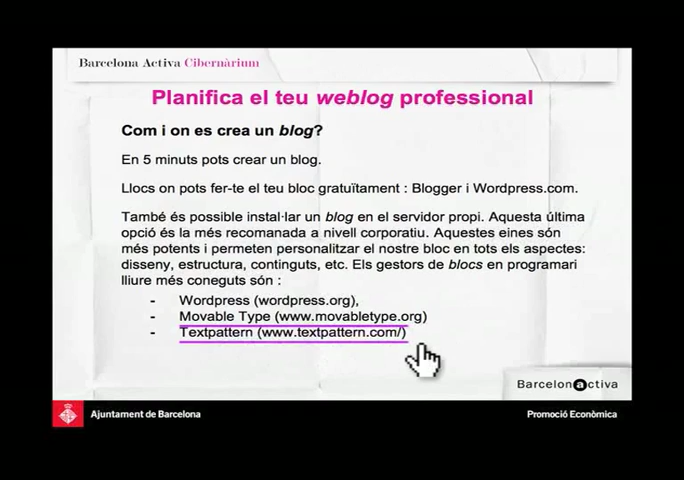 Barcelona Activa Cibernàrium
Planifica el teu weblog professional
Com i on es crea un blog?
En 5 minuts pots crear un blog.
Llocs on pots fer-te el teu bloc gratuïtament : Blogger i Wordpress.com.
També és possible instal·lar un blog en el servidor propi. Aquesta última
opció és la més recomanada a nivell corporatiu. Aquestes eines són
més potents i permeten personalitzar el nostre bloc en tots els aspectes:
disseny, estructura, continguts, etc. Els gestors de blocs en programari
lliure més coneguts són :
- Wordpress (wordpress.org),
- Movable Type (www.movabletype.org)
- Textpattern (www.textpattern.com/)
Barcelonactiva
Ajuntament de Barcelona
Promoció Econòmica